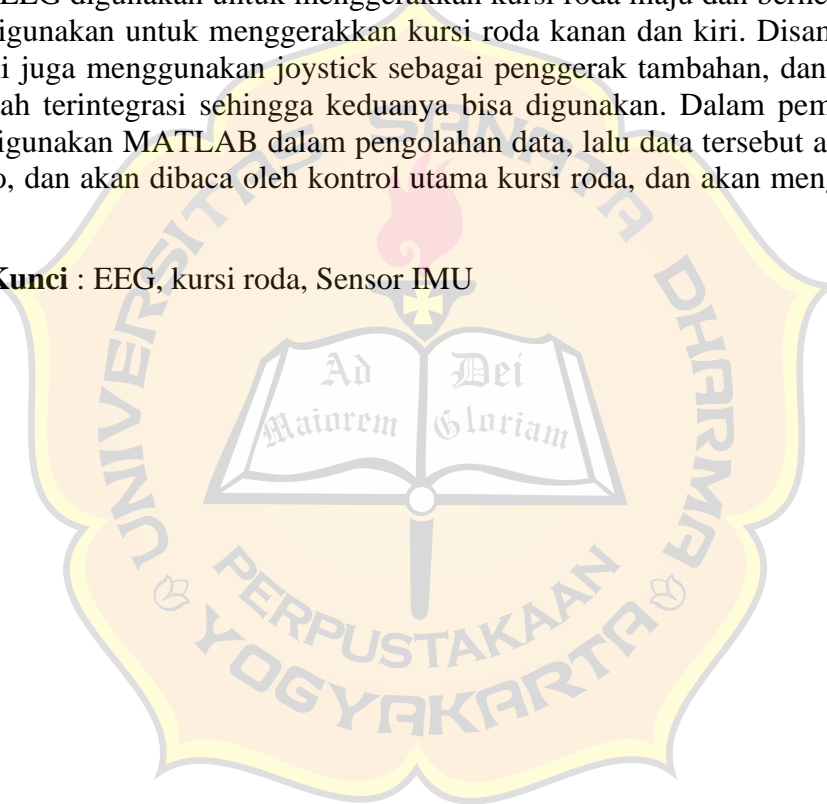 EEG digunakan untuk menggerakkan kursi roda maju dan
igunakan untuk menggerakkan kursi roda kanan dan kiri. Disam
i juga menggunakan joystick sebagai penggerak tambahan, dan
ah terintegrasi sehingga keduanya bisa digunakan. Dalam pem
igunakan MATLAB dalam pengolahan data, lalu data tersebut a
o, dan akan dibaca oleh kontrol utama kursi roda, dan akan meng
Kunci : EEG, kursi roda, Sensor IMU
UNIVERSITAS SANATA DHARMA
Ad Dei
Maiorem Gloriam
PERPUSTAKAAN
YOGYAKARTA